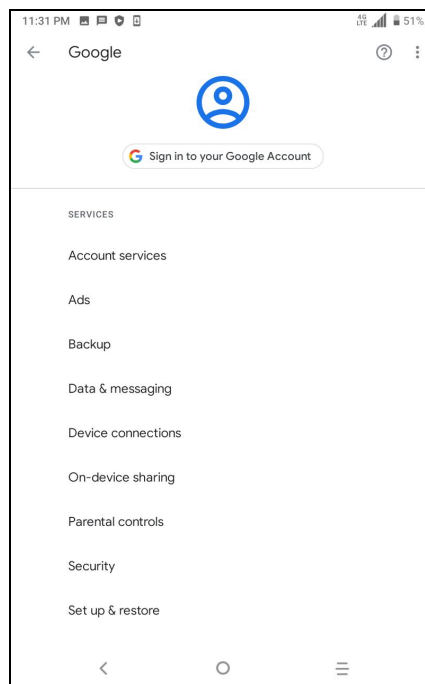 11:31 PM 4G LTE 51%
Google
Sign in to your Google Account
SERVICES
Account services
Ads
Backup
Data & messaging
Device connections
On-device sharing
Parental controls
Security
Set up & restore